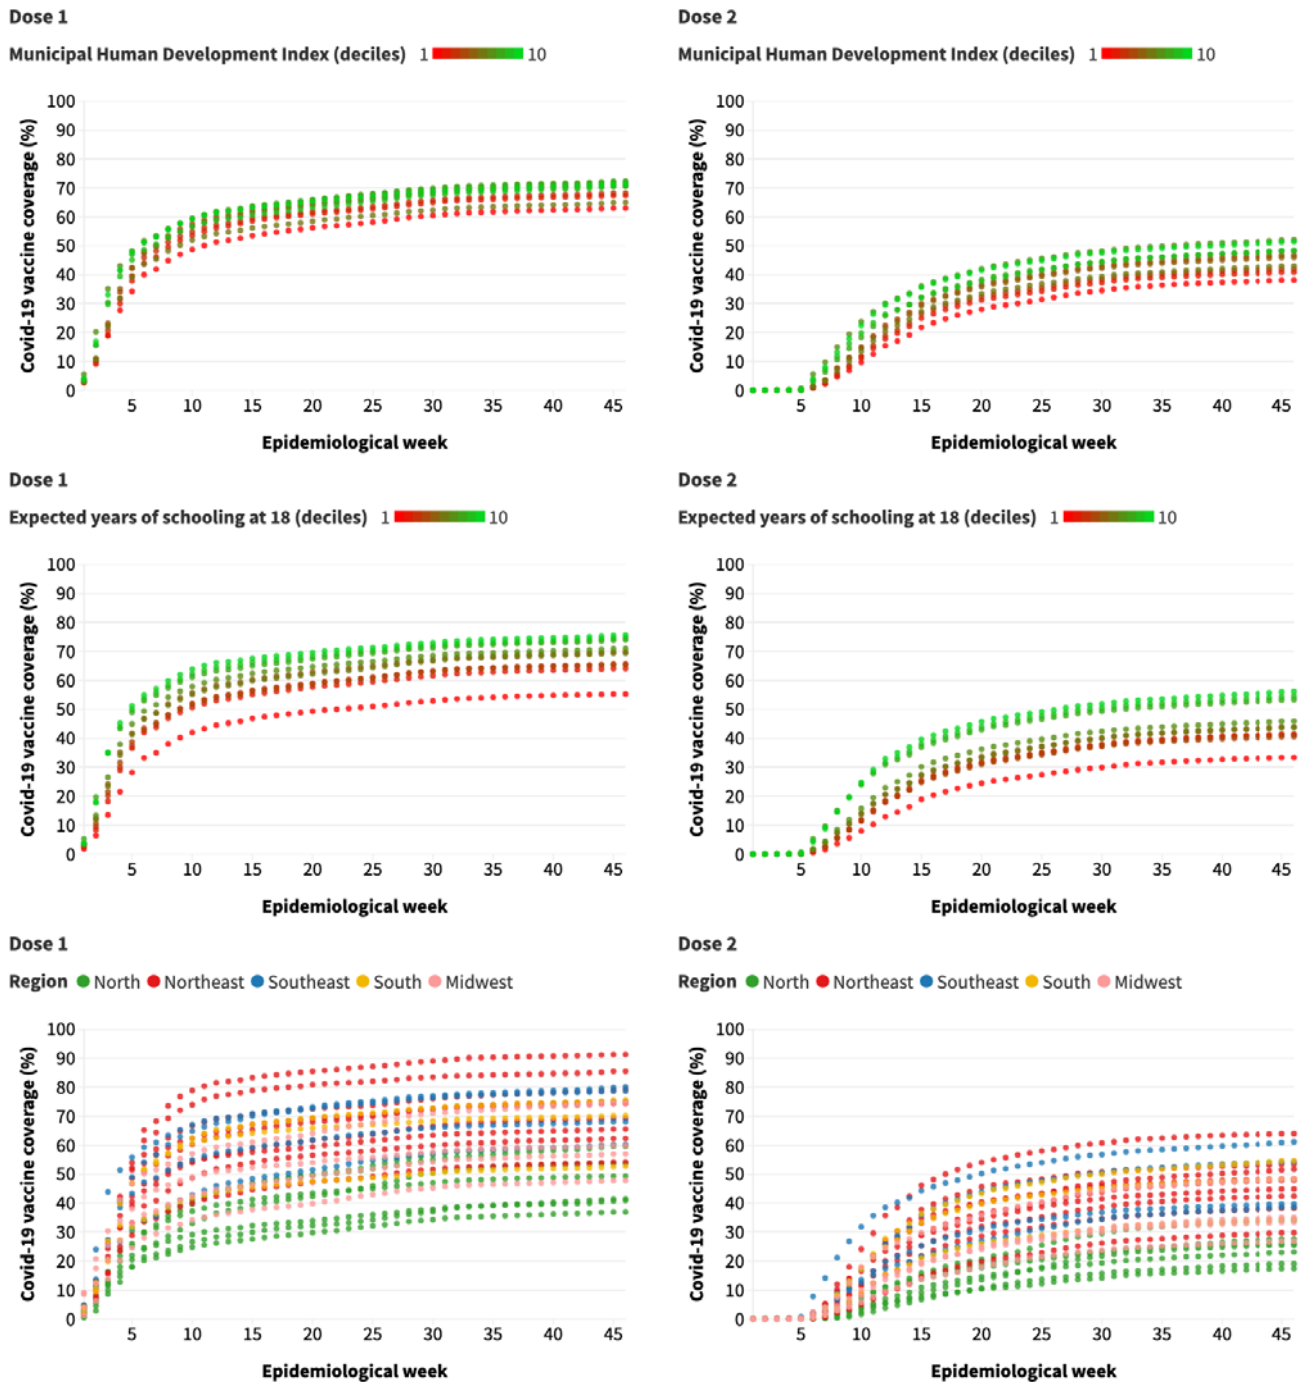 Dose 1
Municipal Human Development Index (deciles) 1 10
100
90
80
70
60
50
40
30
20
10
0
Covid-19 vaccine coverage (%)
5 10 15 20 25 30 35 40 45
Epidemiological week
Dose 2
Municipal Human Development Index (deciles) 1 10
100
90
80
70
60
50
40
30
20
10
0
Covid-19 vaccine coverage (%)
5 10 15 20 25 30 35 40 45
Epidemiological week
Dose 1
Expected years of schooling at 18 (deciles) 1 10
100
90
80
70
60
50
40
30
20
10
0
Covid-19 vaccine coverage (%)
5 10 15 20 25 30 35 40 45
Epidemiological week
Dose 2
Expected years of schooling at 18 (deciles) 1 10
100
90
80
70
60
50
40
30
20
10
0
Covid-19 vaccine coverage (%)
5 10 15 20 25 30 35 40 45
Epidemiological week
Dose 1
Region North Northeast Southeast South Midwest
100
90
80
70
60
50
40
30
20
10
0
Covid-19 vaccine coverage (%)
5 10 15 20 25 30 35 40 45
Epidemiological week
Dose 2
Region North Northeast Southeast South Midwest
100
90
80
70
60
50
40
30
20
10
0
Covid-19 vaccine coverage (%)
5 10 15 20 25 30 35 40 45
Epidemiological week